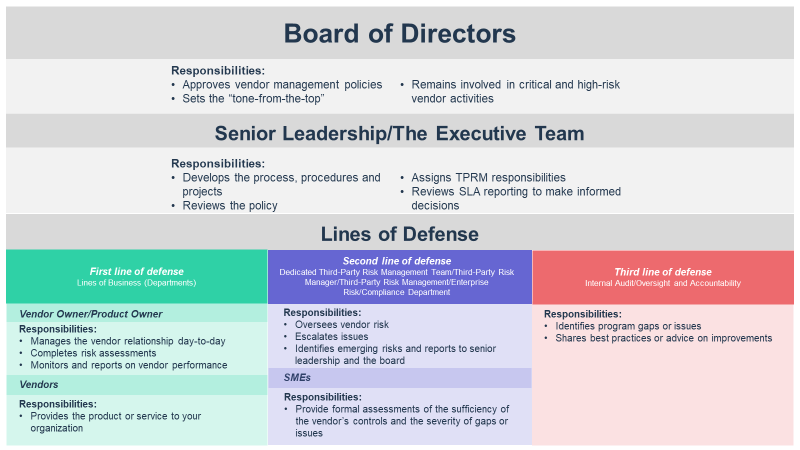 Board of Directors
Responsibilities:
• Approves vendor management policies
• Sets the “tone-from-the-top”
• Remains involved in critical and high-risk
vendor activities
Senior Leadership/The Executive Team
Responsibilities:
• Develops the process, procedures and
projects
• Reviews the policy
• Assigns TPRM responsibilities
• Reviews SLA reporting to make informed
decisions
Lines of Defense
First line of defense
Lines of Business (Departments)
Vendor Owner/Product Owner
Responsibilities:
• Manages the vendor relationship day-to-day
• Completes risk assessments
• Monitors and reports on vendor performance
Vendors
Responsibilities:
• Provides the product or service to your
organization
Second line of defense
Dedicated Third-Party Risk Management Team/Third-Party Risk
Manager/Third-Party Risk Management/Enterprise
Risk/Compliance Department
Responsibilities:
• Oversees vendor risk
• Escalates issues
• Identifies emerging risks and reports to senior
leadership and the board
SMEs
Responsibilities:
• Provide formal assessments of the sufficiency of
the vendor’s controls and the severity of gaps or
issues
Third line of defense
Internal Audit/Oversight and Accountability
Responsibilities:
• Identifies program gaps or issues
• Shares best practices or advice on improvements